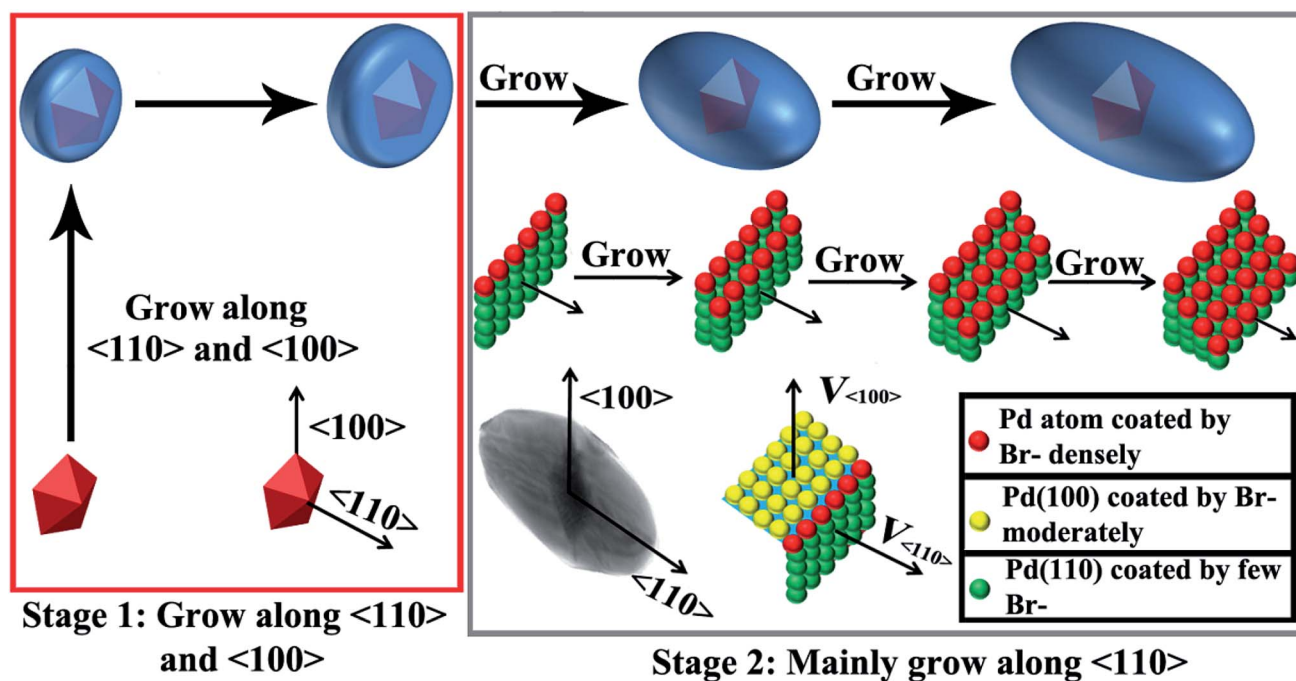 Grow along
<110> and <100>
<100>
<110>
Stage 1: Grow along <110>
and <100>
Grow
Grow
Grow
Grow
Grow
<100>
<110>
V<100>
V<110>
Pd atom coated by
Br- densely
Pd(100) coated by Br-
moderately
Pd(110) coated by few
Br-
Stage 2: Mainly grow along <110>